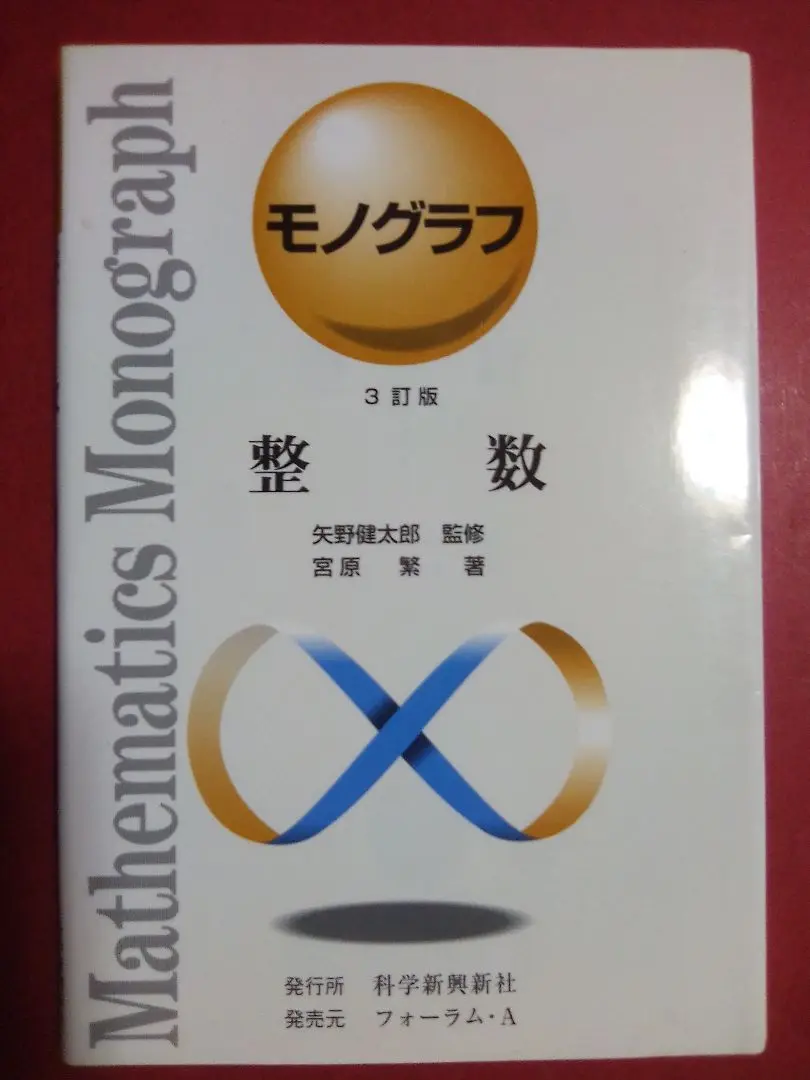 Mathematics Monograph
モノグラフ
3訂版
整 数
矢野健太郎 監修
宮原 繁 著
発行所 科学新興新社
発売元 フォーラム・A